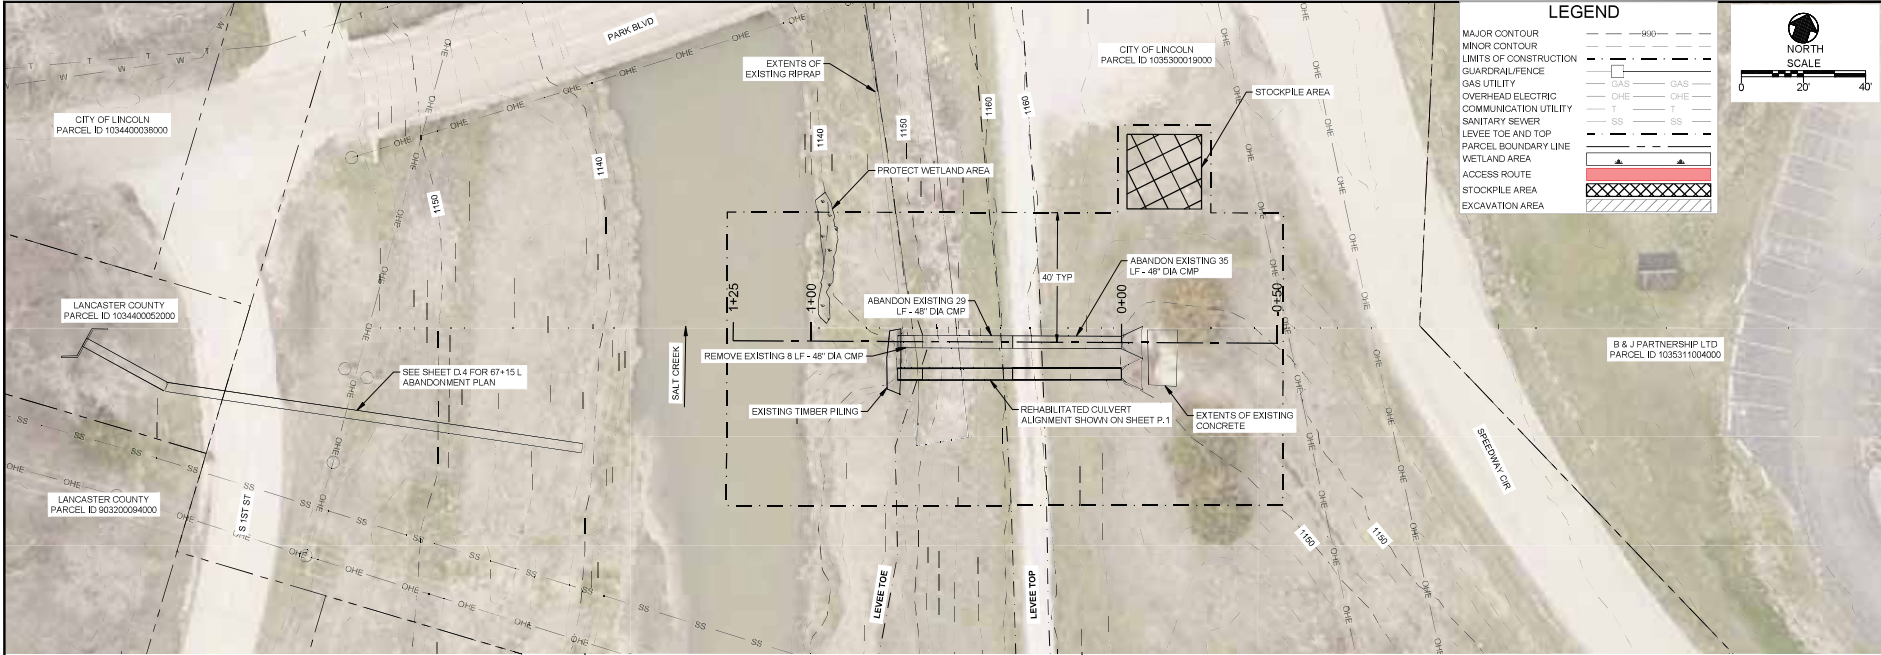 LEGEND
MAJOR CONTOUR
990
MINOR CONTOUR
LIMITS OF CONSTRUCTION
GUARDRAIL/FENCE
GAS UTILITY
GAS GAS
OVERHEAD ELECTRIC
OHE OHE
COMMUNICATION UTILITY
T T
SANITARY SEWER
SS SS
LEVEE TOE AND TOP
PARCEL BOUNDARY LINE
WETLAND AREA
ACCESS ROUTE
STOCKPILE AREA
EXCAVATION AREA
NORTH
SCALE
0 20' 40'
PARK BLVD
EXTENTS OF
EXISTING RIPRAP
CITY OF LINCOLN
PARCEL ID 1035300019000
STOCKPILE AREA
CITY OF LINCOLN
PARCEL ID 1034400038000
1140
1150
1140
1150
1160
1160
PROTECT WETLAND AREA
40' TYP
ABANDON EXISTING 35
LF - 48" DIA CMP
ABANDON EXISTING 29
LF - 48" DIA CMP
1+25
1+00
0+00
-0+50
LANCASTER COUNTY
PARCEL ID 1034400052000
REMOVE EXISTING 8 LF - 48" DIA CMP
SALT CREEK
SEE SHEET D.4 FOR 67+15 L
ABANDONMENT PLAN
B & J PARTNERSHIP LTD
PARCEL ID 1035311004000
EXISTING TIMBER PILING
REHABILITATED CULVERT
ALIGNMENT SHOWN ON SHEET P.1
EXTENTS OF EXISTING
CONCRETE
SPEEDWAY CIR
LANCASTER COUNTY
PARCEL ID 903200094000
S 1ST ST
1150
1150
LEVEE TOE
LEVEE TOP